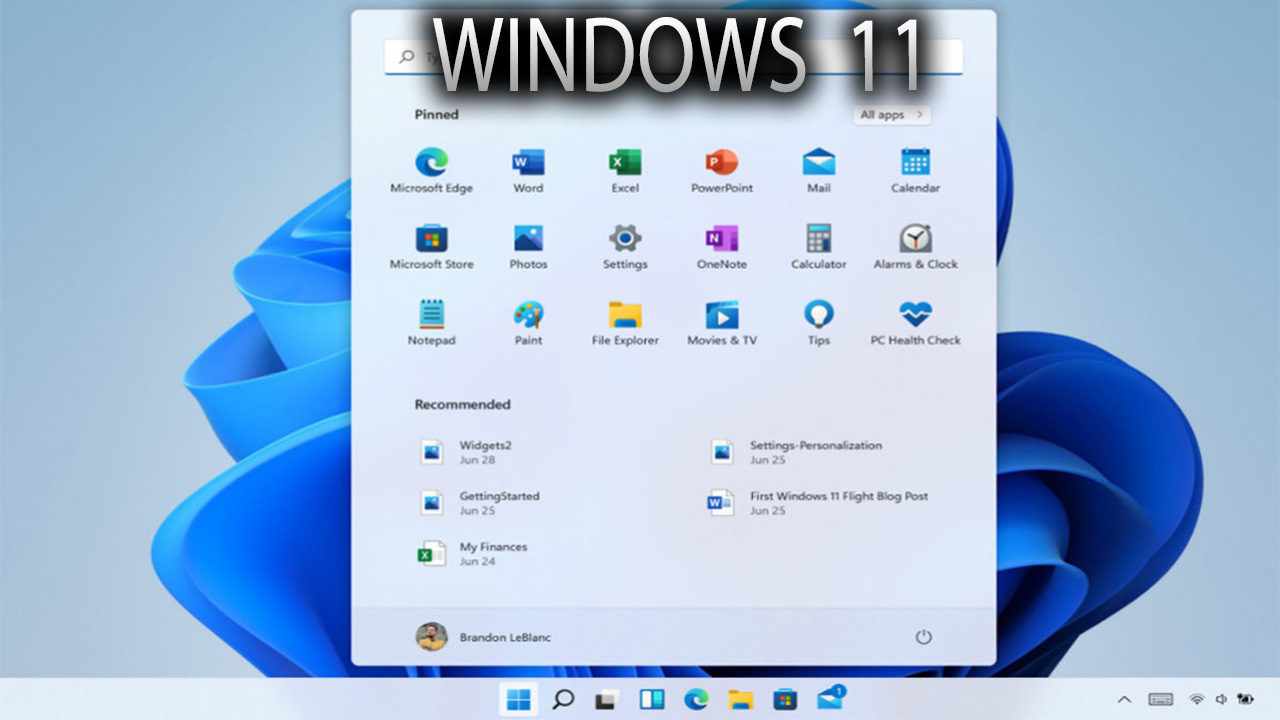 WINDOWS 11
Pinned
All apps
Microsoft Edge
Word
Excel
PowerPoint
Mail
Calendar
Microsoft Store
Photos
Settings
OneNote
Calculator
Alarms & Clock
Notepad
Paint
File Explorer
Movies & TV
Tips
PC Health Check
Recommended
Widgets2
Jun 28
Settings-Personalization
Jun 25
GettingStarted
Jun 25
First Windows 11 Flight Blog Post
Jun 25
My Finances
Jun 24
Brandon LeBlanc
1